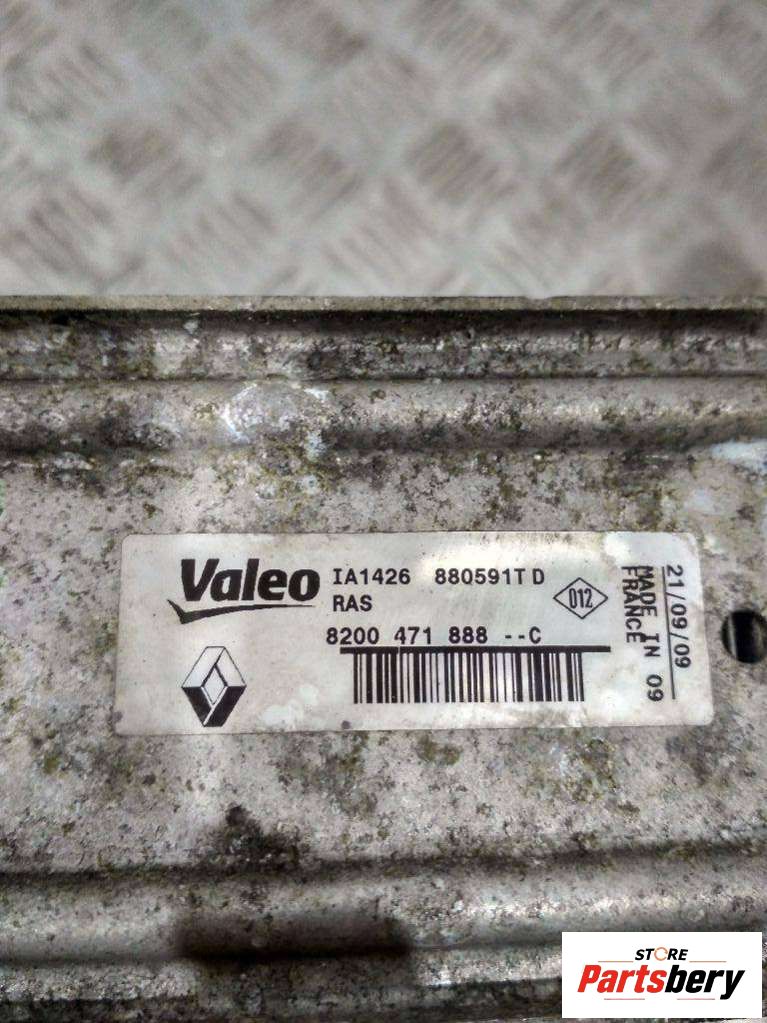 Valeo
IA1426 880591T D
RAS
012
8200 471 888 --C
MADE IN 09
FRANCE
21/09/09
STORE
Partsbery